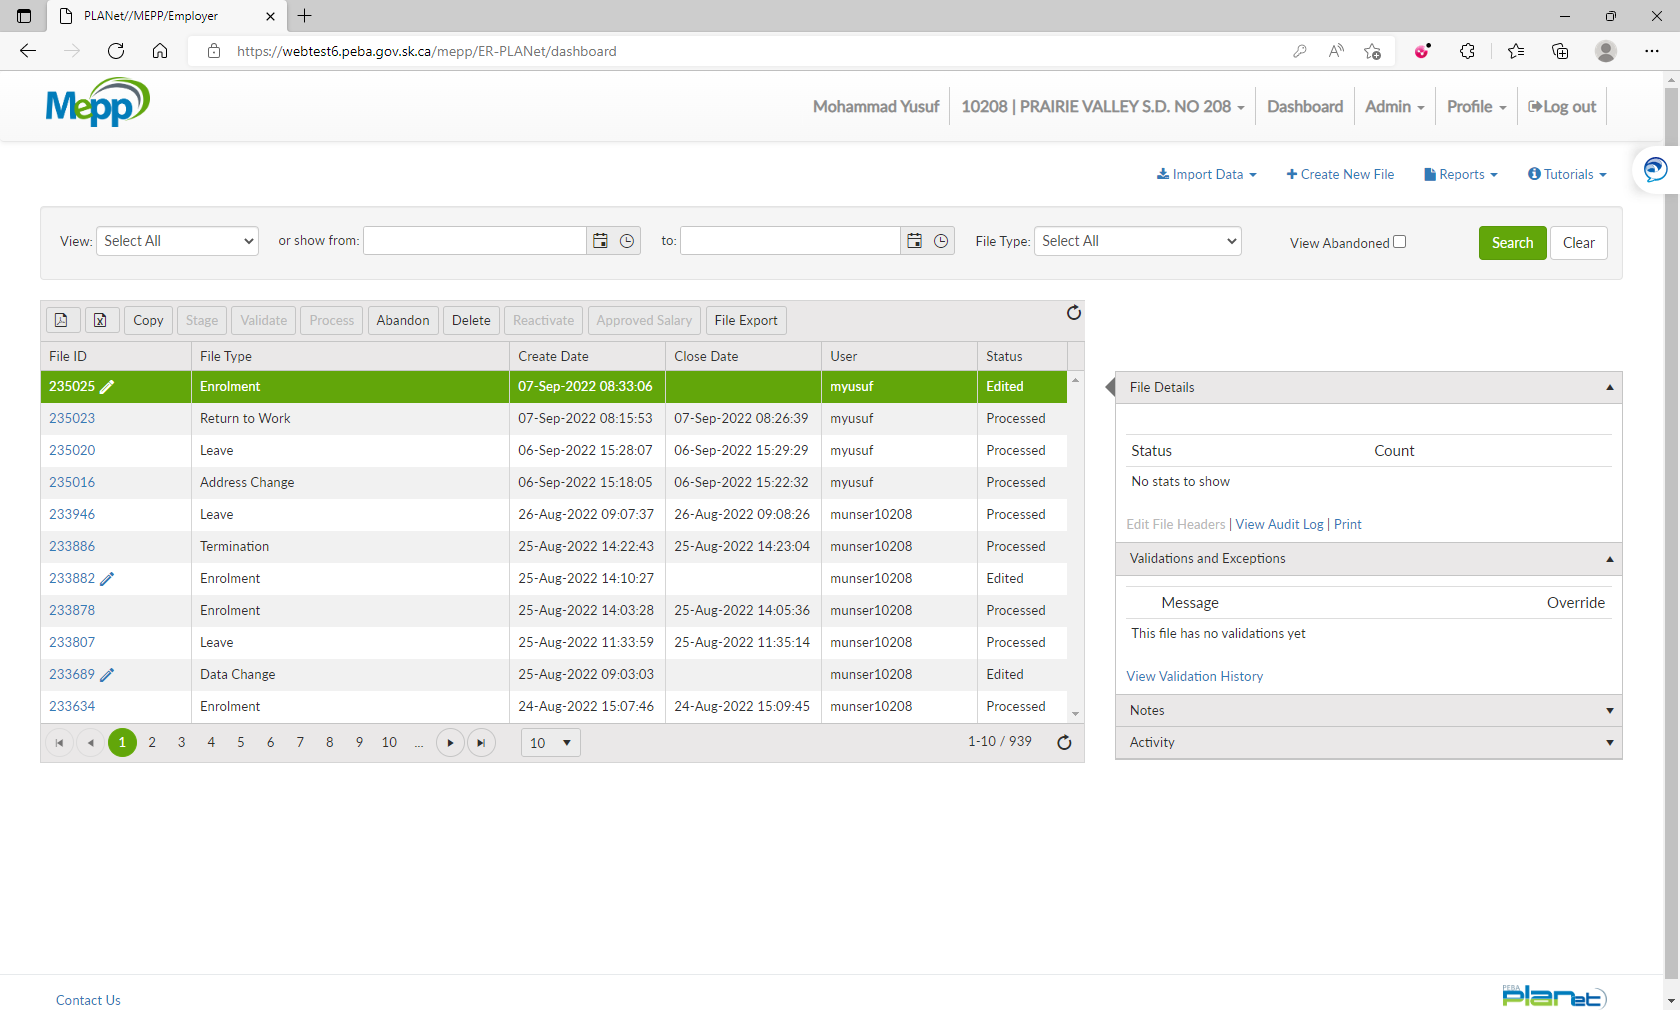 PLANet//MEPP/Employer
https://webtest6.peba.gov.sk.ca/mepp/ER-PLANet/dashboard
Mepp
Mohammad Yusuf
10208 | PRAIRIE VALLEY S.D. NO 208
Dashboard
Admin
Profile
Log out
Import Data
Create New File
Reports
Tutorials
View: Select All or show from: to: File Type: Select All View Abandoned Search Clear
Copy Stage Validate Process Abandon Delete Reactivate Approved Salary File Export
File ID File Type Create Date Close Date User Status
235025 Enrolment 07-Sep-2022 08:33:06 myusuf Edited
235023 Return to Work 07-Sep-2022 08:15:53 07-Sep-2022 08:26:39 myusuf Processed
235020 Leave 06-Sep-2022 15:28:07 06-Sep-2022 15:29:29 myusuf Processed
235016 Address Change 06-Sep-2022 15:18:05 06-Sep-2022 15:22:32 myusuf Processed
233946 Leave 26-Aug-2022 09:07:37 26-Aug-2022 09:08:26 munser10208 Processed
233886 Termination 25-Aug-2022 14:22:43 25-Aug-2022 14:23:04 munser10208 Processed
233882 Enrolment 25-Aug-2022 14:10:27 munser10208 Edited
233878 Enrolment 25-Aug-2022 14:03:28 25-Aug-2022 14:05:36 munser10208 Processed
233807 Leave 25-Aug-2022 11:33:59 25-Aug-2022 11:35:14 munser10208 Processed
233689 Data Change 25-Aug-2022 09:03:03 munser10208 Edited
233634 Enrolment 24-Aug-2022 15:07:46 24-Aug-2022 15:09:45 munser10208 Processed
1 2 3 4 5 6 7 8 9 10 ... 10 1-10 / 939
File Details
Status Count
No stats to show
Edit File Headers | View Audit Log | Print
Validations and Exceptions
Message Override
This file has no validations yet
View Validation History
Notes
Activity
Contact Us
PEBA
planet